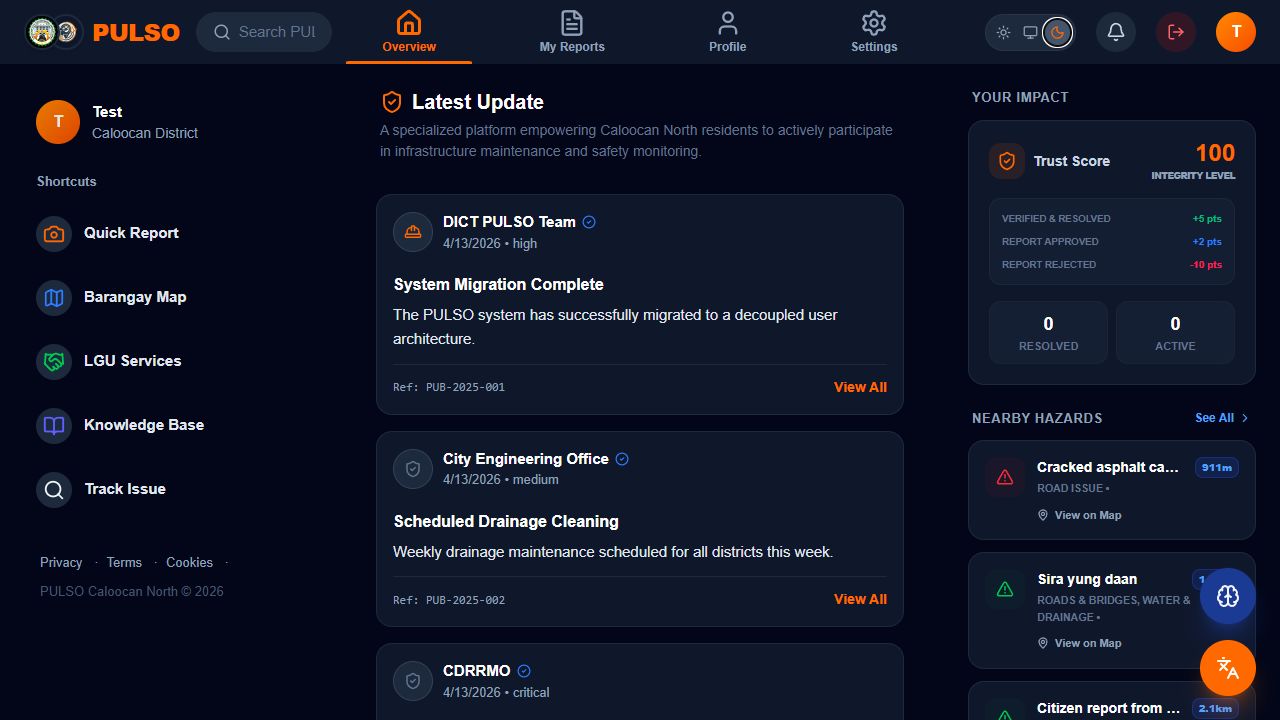 PULSO
Search PUL
Overview
My Reports
Profile
Settings
T
T
Test
Caloocan District
Shortcuts
Quick Report
Barangay Map
LGU Services
Knowledge Base
Track Issue
Privacy · Terms · Cookies ·
PULSO Caloocan North © 2026
Latest Update
A specialized platform empowering Caloocan North residents to actively participate
in infrastructure maintenance and safety monitoring.
DICT PULSO Team
4/13/2026 • high
System Migration Complete
The PULSO system has successfully migrated to a decoupled user
architecture.
Ref: PUB-2025-001
View All
City Engineering Office
4/13/2026 • medium
Scheduled Drainage Cleaning
Weekly drainage maintenance scheduled for all districts this week.
Ref: PUB-2025-002
View All
CDRRMO
4/13/2026 • critical
YOUR IMPACT
Trust Score
100
INTEGRITY LEVEL
VERIFIED & RESOLVED +5 pts
REPORT APPROVED +2 pts
REPORT REJECTED -10 pts
0
RESOLVED
0
ACTIVE
NEARBY HAZARDS
See All
Cracked asphalt ca...
911m
ROAD ISSUE •
View on Map
Sira yung daan
ROADS & BRIDGES, WATER &
DRAINAGE •
View on Map
Citizen report from ...
2.1km